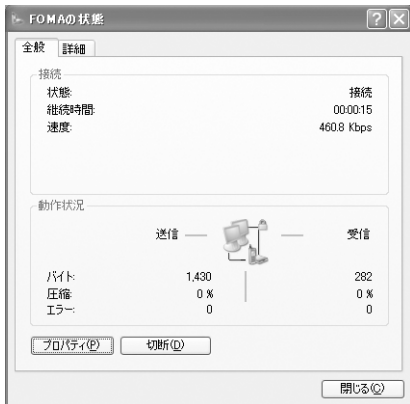 FOMAの状態
全般 詳細
接続
状態: 接続
継続時間: 00:00:15
速度: 460.8 Kbps
動作状況
送信 受信
バイト: 1,430 282
圧縮: 0 % 0 %
エラー: 0 0
プロパティ(P) 切断(D)
閉じる(C)